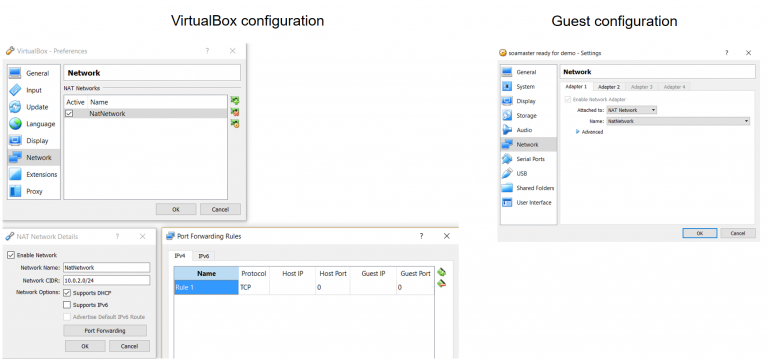 VirtualBox configuration
Guest configuration
VirtualBox - Preferences
?
General
Input
Update
Language
Display
Network
Extensions
Proxy
Network
NAT Networks
Active Name
NatNetwork
OK Cancel
NAT Network Details ?
Enable Network
Network Name: NatNetwork
Network CIDR: 10.0.2.0/24
Network Options: Supports DHCP
Supports IPv6
Advertise Default IPv6 Route
Port Forwarding
OK Cancel
Port Forwarding Rules ?
IPv4 IPv6
Name Protocol Host IP Host Port Guest IP Guest Port
Rule 1 TCP 0 0
soamaster ready for demo - Settings
?
General
System
Display
Storage
Audio
Network
Serial Ports
USB
Shared Folders
User Interface
Network
Adapter 1 Adapter 2 Adapter 3 Adapter 4
Enable Network Adapter
Attached to: NAT Network
Name: NatNetwork
Advanced
OK Cancel